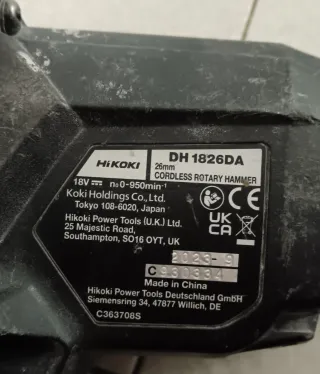 HiKOKI
DH 1826DA
26mm
CORDLESS ROTARY HAMMER
18V ⎓ n₀ 0-950min⁻¹
Koki Holdings Co., Ltd.
Tokyo 108-6020, Japan
Hikoki Power Tools (U.K.) Ltd.
25 Majestic Road,
Southampton, SO16 OYT, UK
CE
UK
CA
2023-9
C 930334
Made in China
Hikoki Power Tools Deutschland GmbH
Siemensring 34, 47877 Willich, DE
C363708S